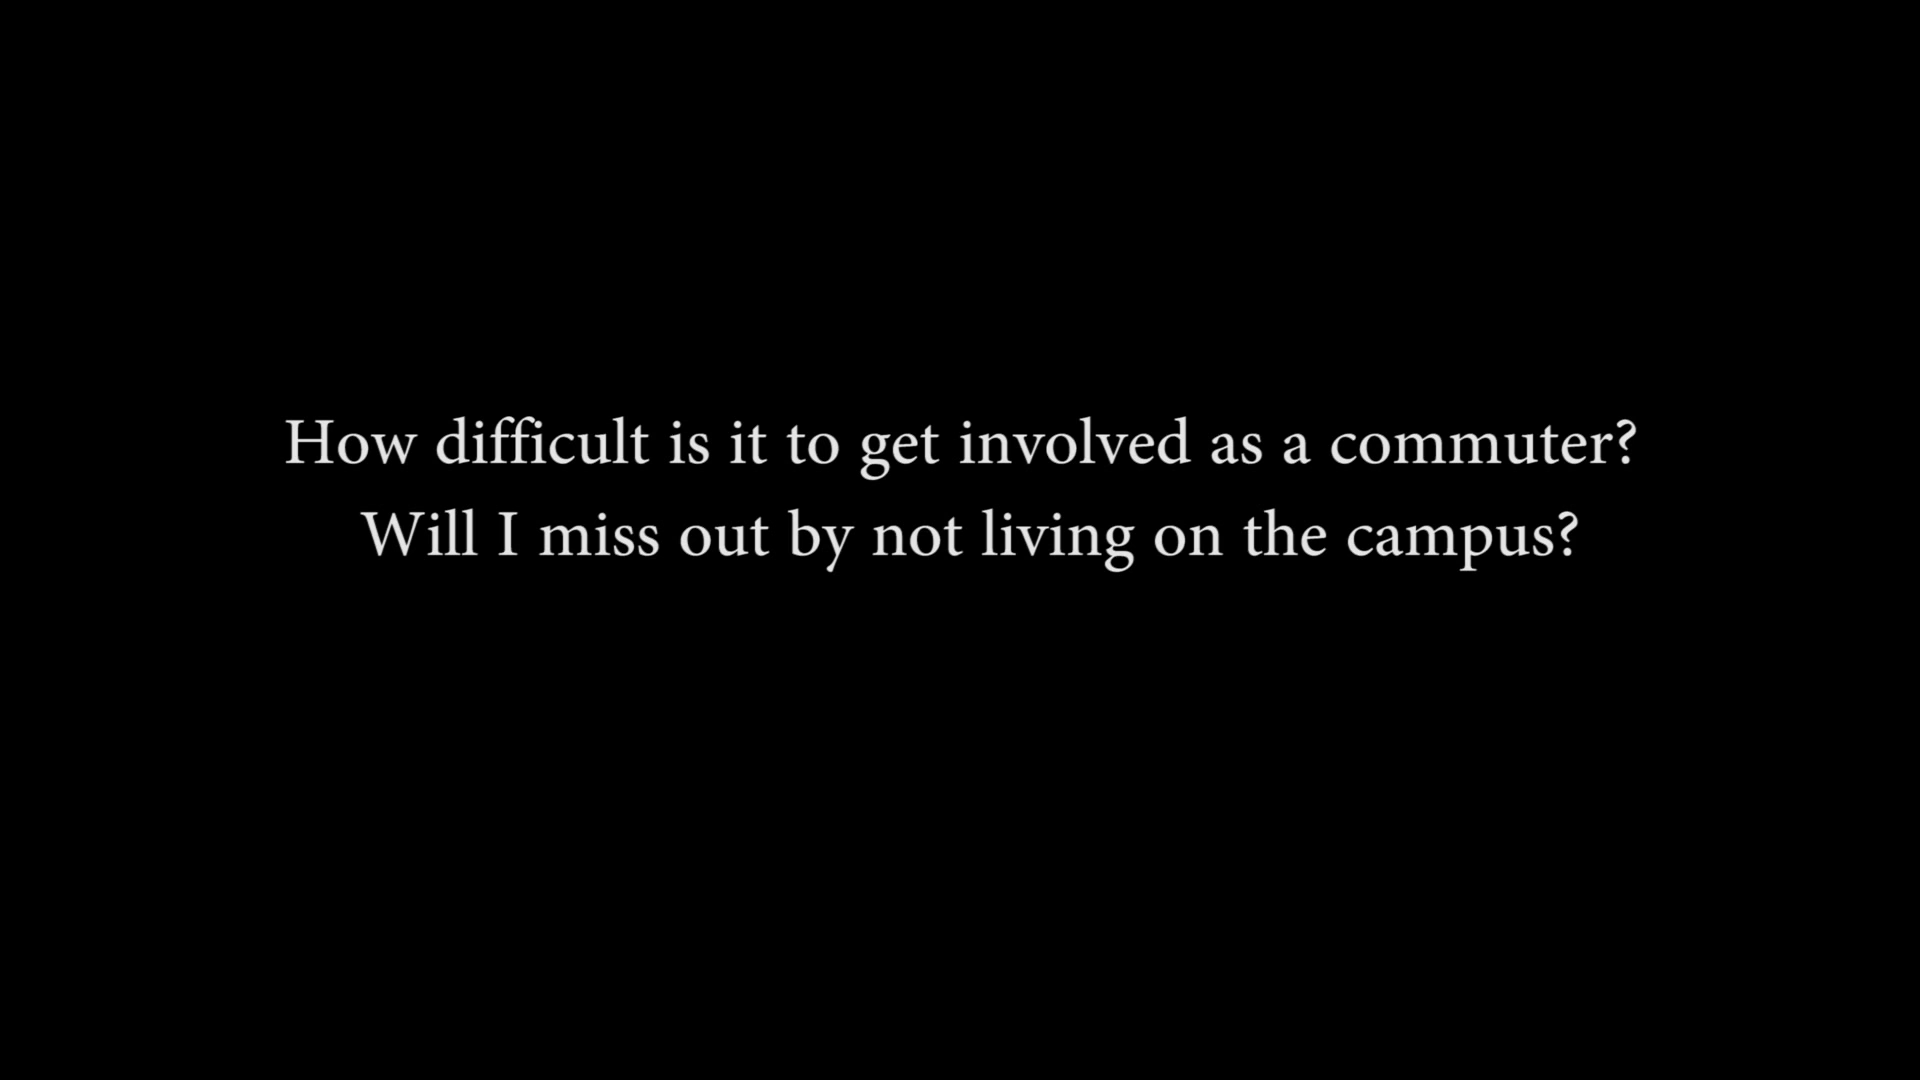 How difficult is it to get involved as a commuter?
Will I miss out by not living on the campus?